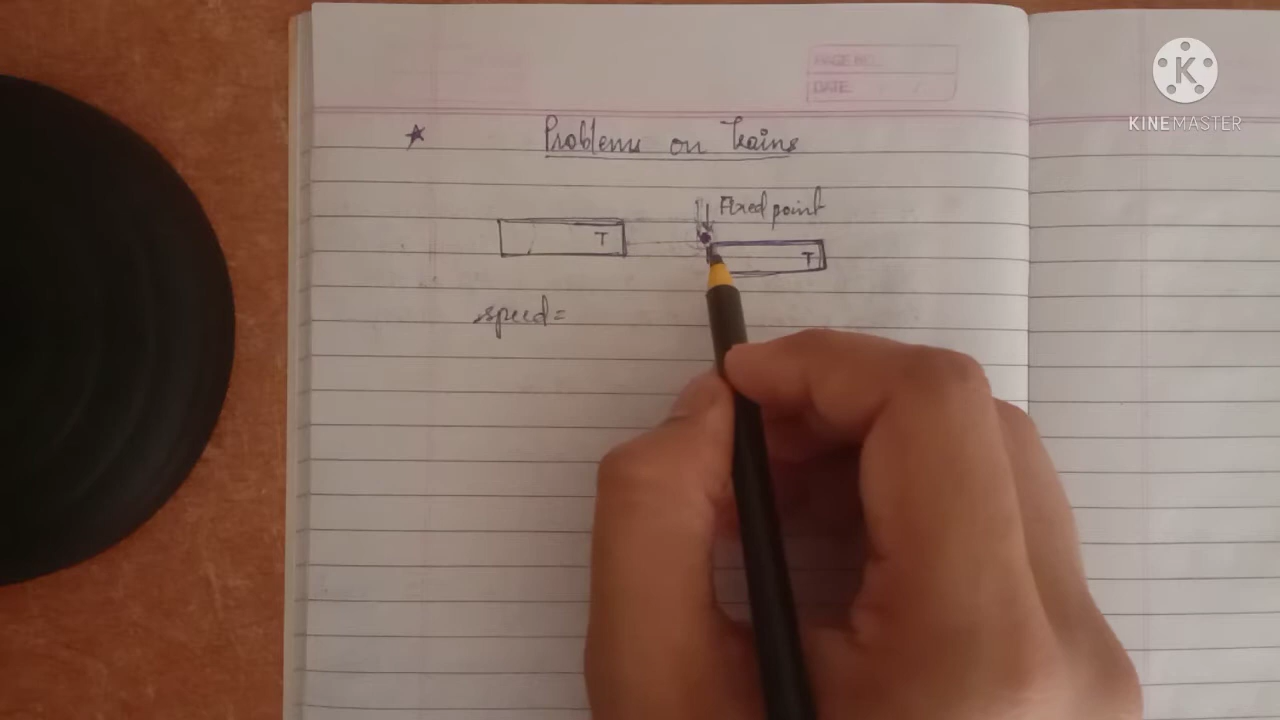 PAGE NO.
DATE
K
KINEMASTER
★ Problems on Trains
Fixed point
T
T
speed =